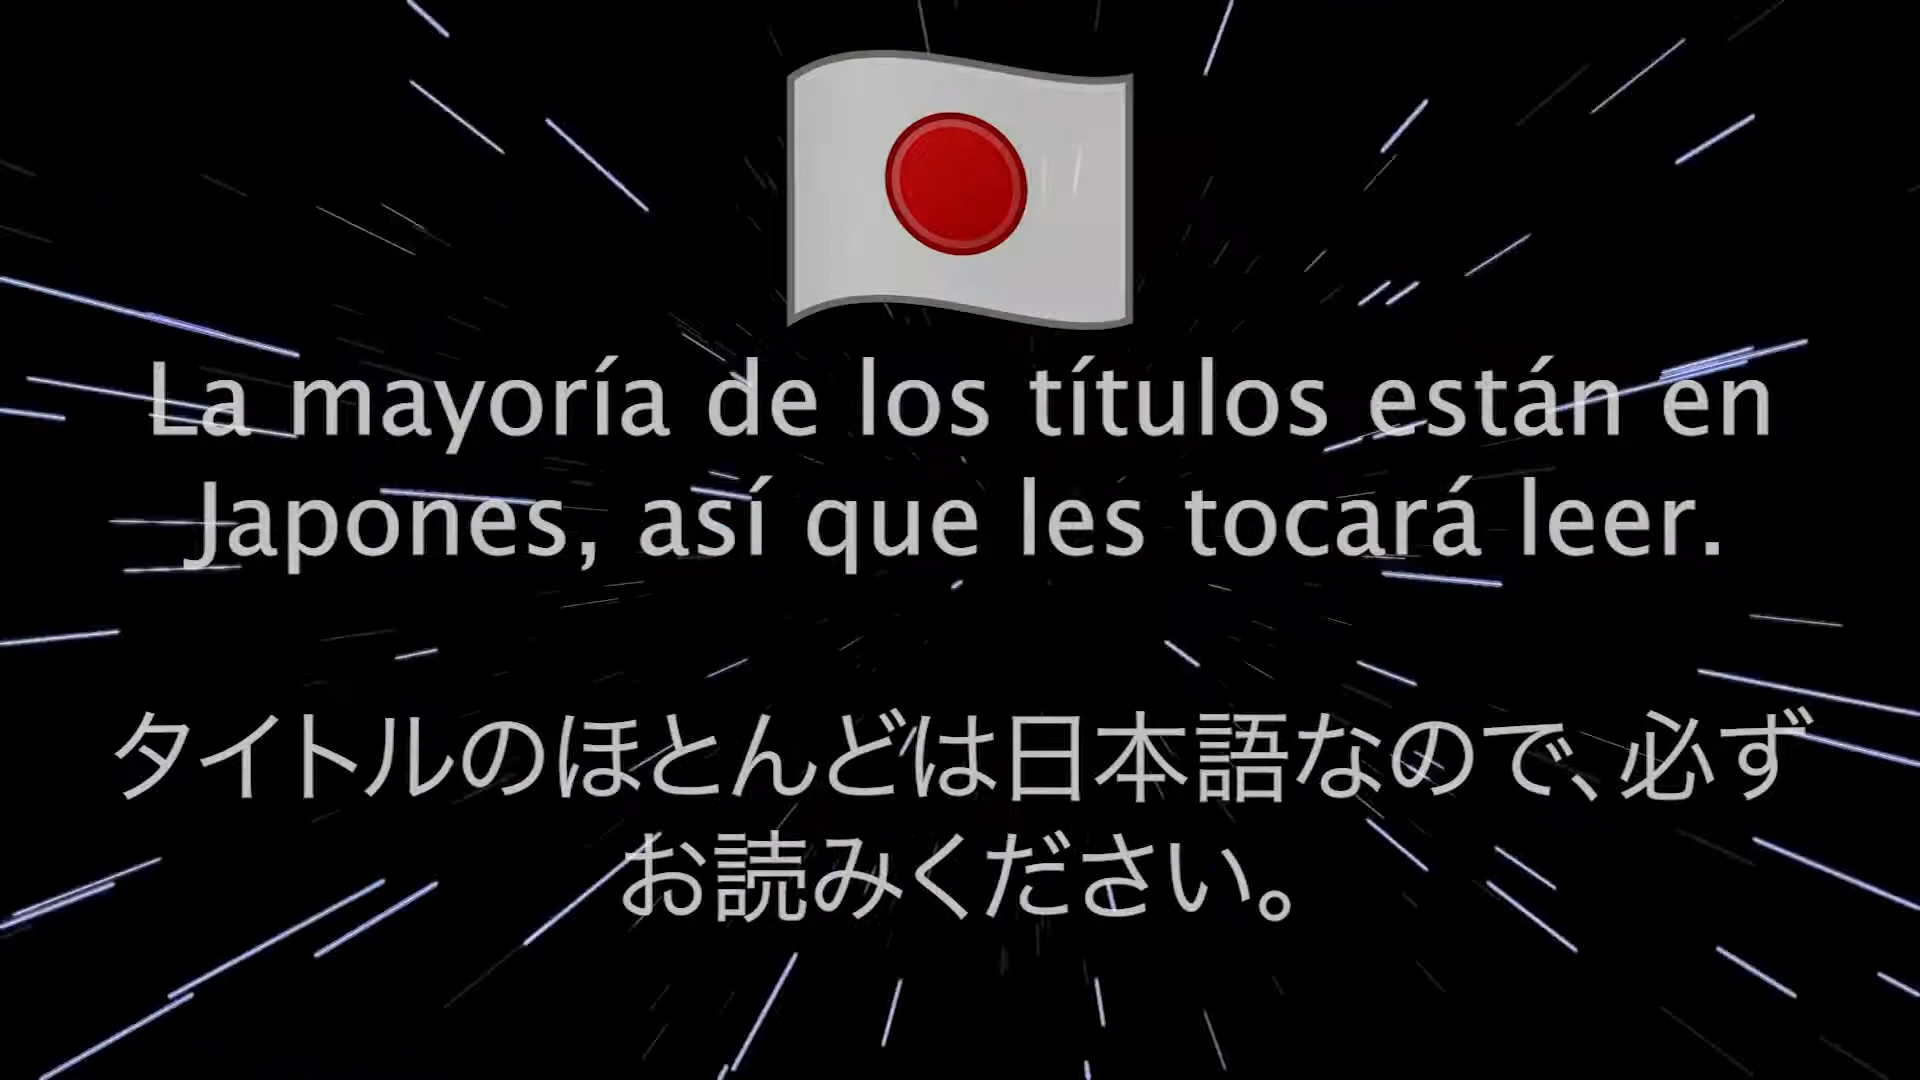 La mayoría de los títulos están en
Japones, así que les tocará leer.
タイトルのほとんどは日本語なので、必ず
お読みください。